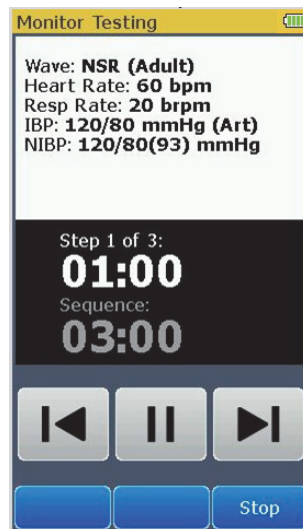 Monitor Testing
Wave: NSR (Adult)
Heart Rate: 60 bpm
Resp Rate: 20 brpm
IBP: 120/80 mmHg (Art)
NIBP: 120/80(93) mmHg
Step 1 of 3:
01:00
Sequence:
03:00
Stop